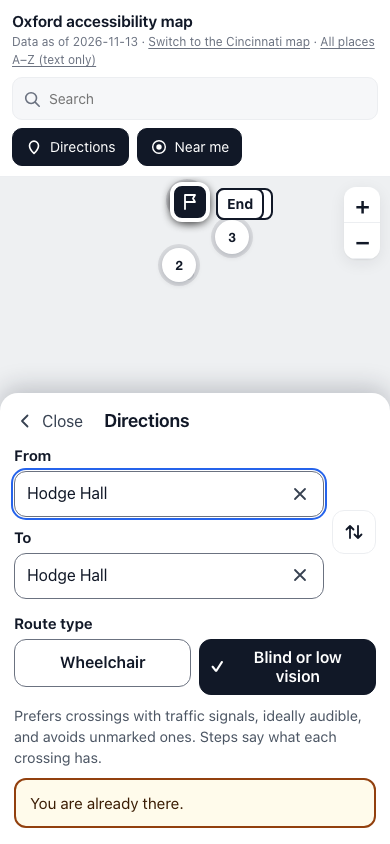 Oxford accessibility map
Data as of 2026-11-13 · Switch to the Cincinnati map · All places
A–Z (text only)
Search
Directions
Near me
End
3
2
+
−
Close
Directions
From
Hodge Hall
To
Hodge Hall
Route type
Wheelchair
Blind or low
vision
Prefers crossings with traffic signals, ideally audible,
and avoids unmarked ones. Steps say what each
crossing has.
You are already there.